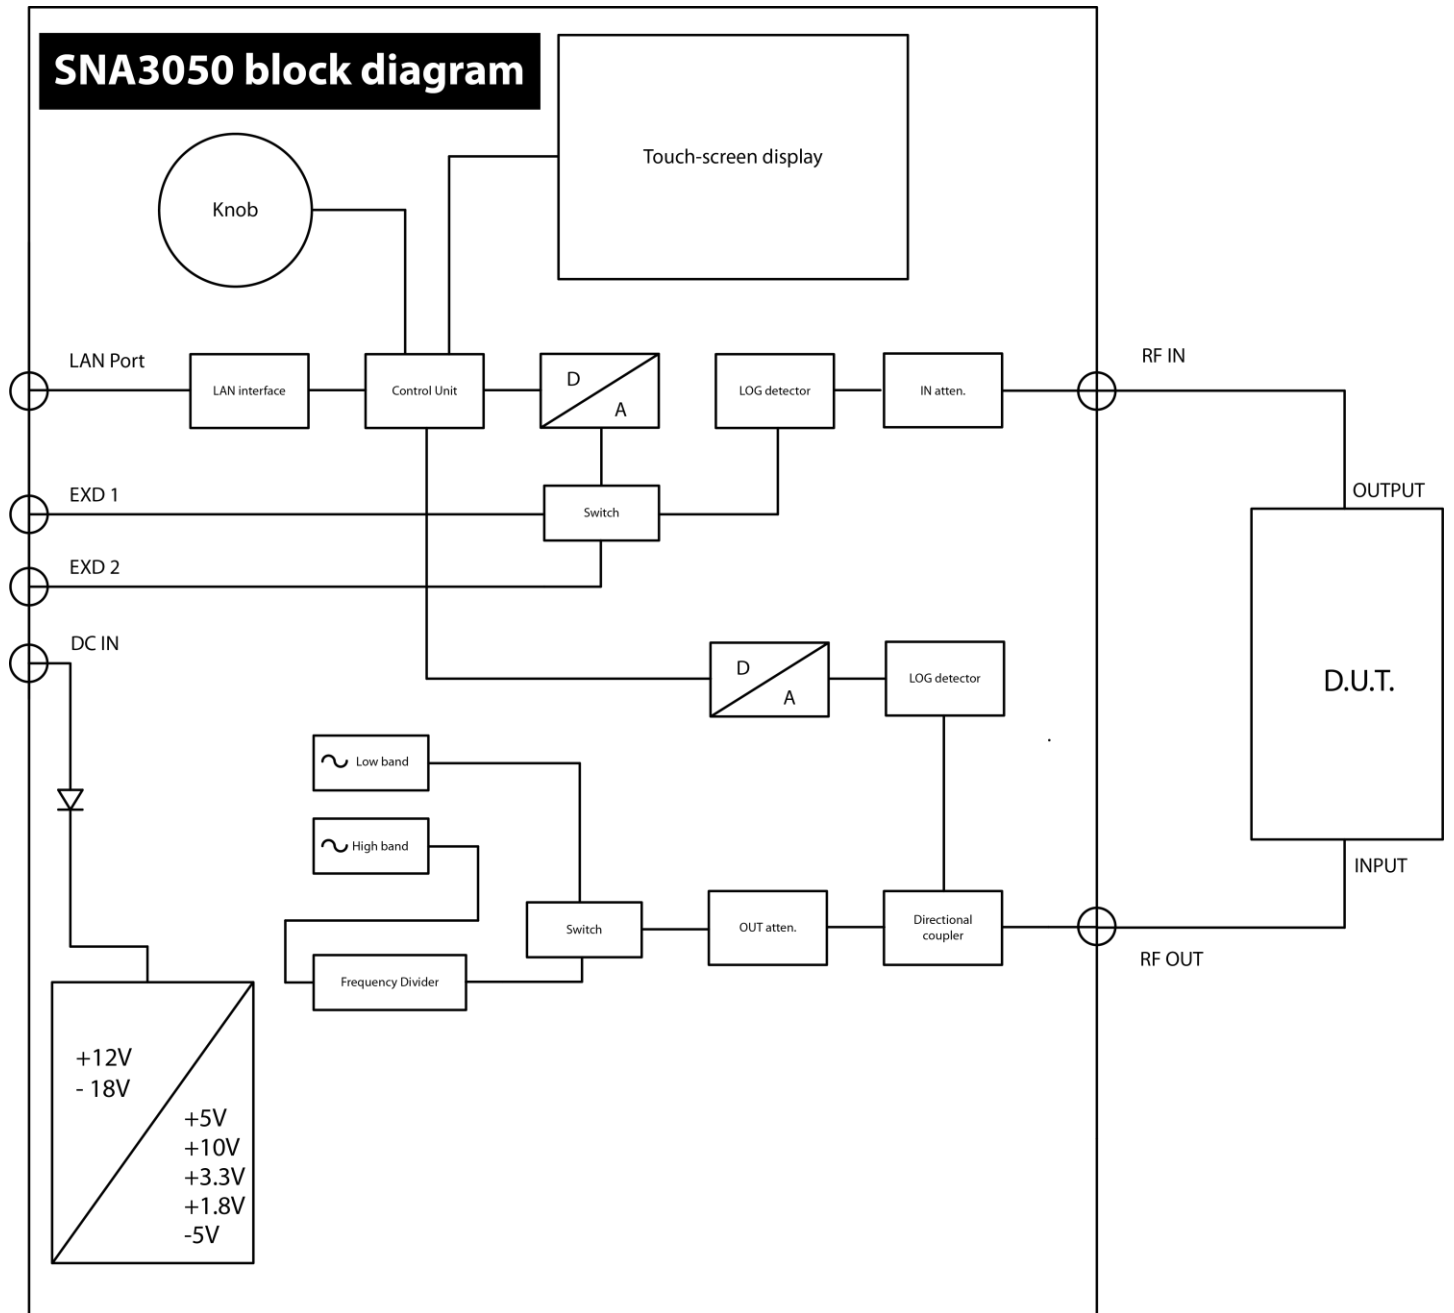 SNA3050 block diagram
Touch-screen display
Knob
LAN Port
LAN interface
Control Unit
D
A
LOG detector
IN atten.
RF IN
EXD 1
Switch
EXD 2
OUTPUT
DC IN
D
A
LOG detector
D.U.T.
Low band
High band
INPUT
Switch
OUT atten.
Directional
coupler
RF OUT
Frequency Divider
+12V
- 18V
+5V
+10V
+3.3V
+1.8V
-5V